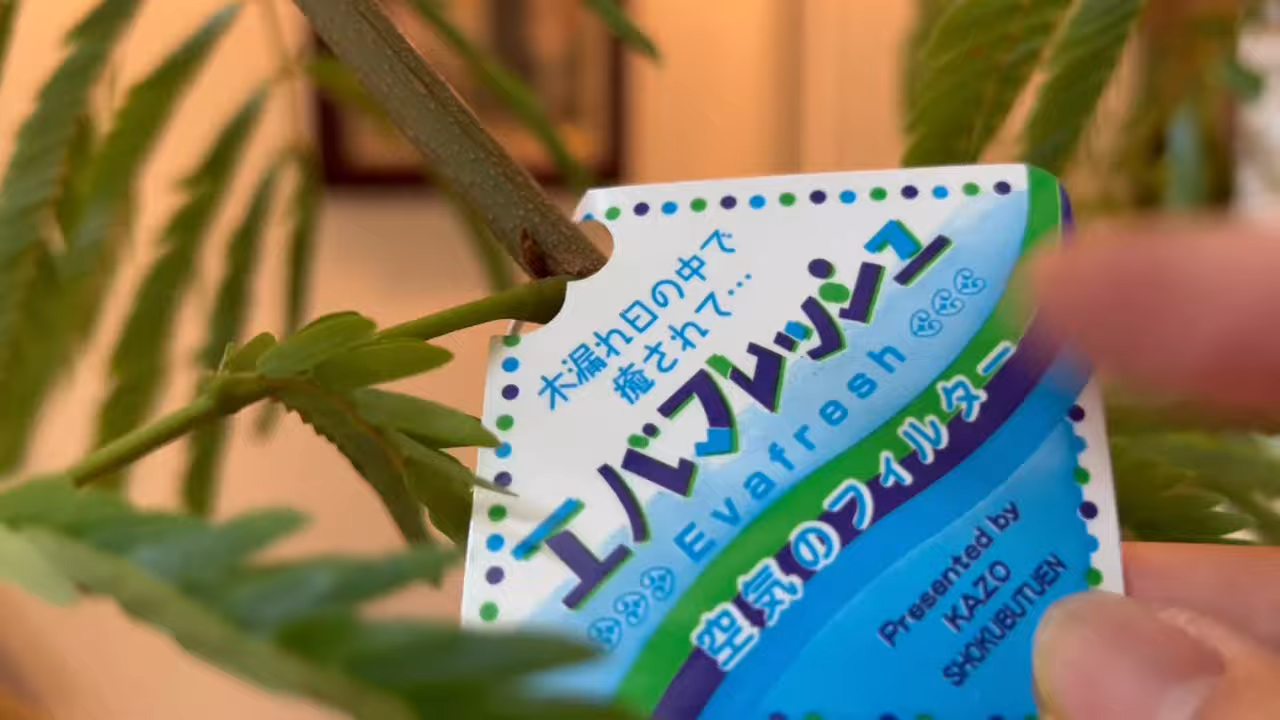 木漏れ日の中で
癒されて…
エバフレッシュ
Evafresh
空気のフィルター
Presented by
KAZO
SHOKUBUTUEN